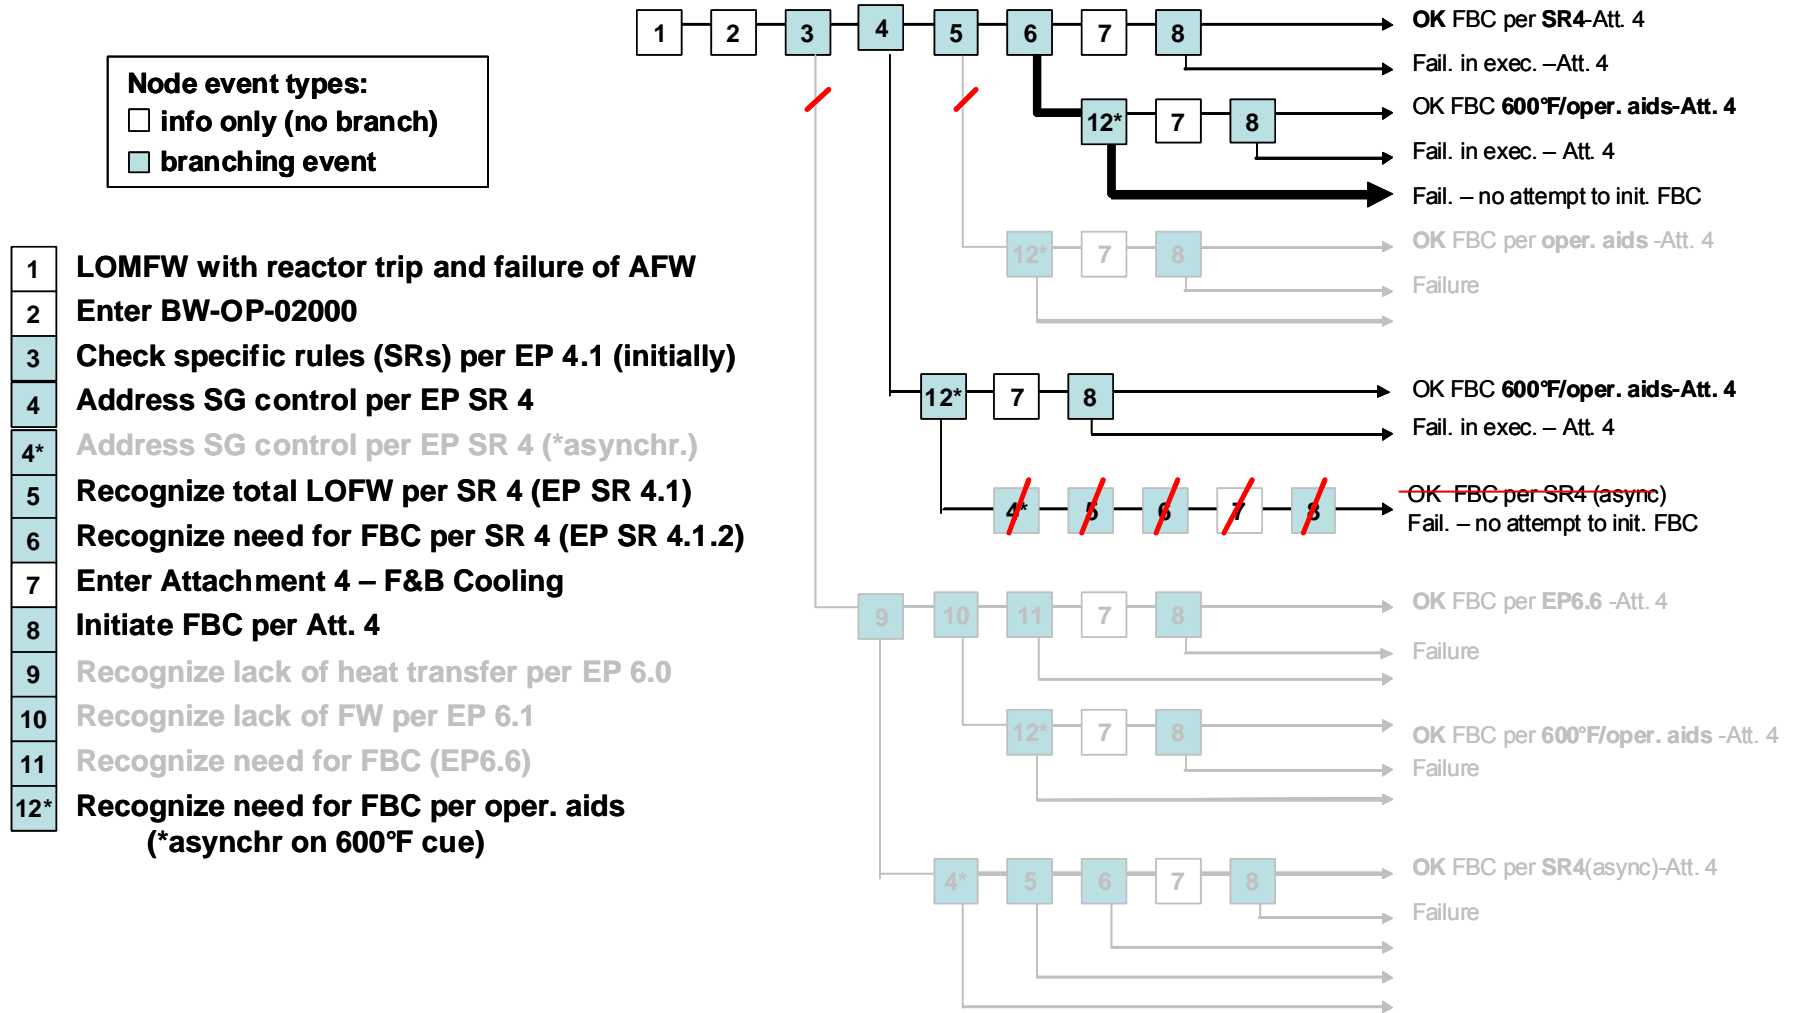 1 2 3 4 5 6 7 8
OK FBC per SR4-Att. 4
Fail. in exec. –Att. 4
Node event types:
info only (no branch)
branching event
12* 7 8
OK FBC 600°F/oper. aids-Att. 4
Fail. in exec. – Att. 4
Fail. – no attempt to init. FBC
12* 7 8
OK FBC per oper. aids -Att. 4
Failure
1 LOMFW with reactor trip and failure of AFW
2 Enter BW-OP-02000
3 Check specific rules (SRs) per EP 4.1 (initially)
4 Address SG control per EP SR 4
4* Address SG control per EP SR 4 (*asynchr.)
5 Recognize total LOFW per SR 4 (EP SR 4.1)
6 Recognize need for FBC per SR 4 (EP SR 4.1.2)
7 Enter Attachment 4 – F&B Cooling
8 Initiate FBC per Att. 4
9 Recognize lack of heat transfer per EP 6.0
10 Recognize lack of FW per EP 6.1
11 Recognize need for FBC (EP6.6)
12* Recognize need for FBC per oper. aids
(*asynchr on 600°F cue)
12* 7 8
OK FBC 600°F/oper. aids-Att. 4
Fail. in exec. – Att. 4
4* 5 6 7 8
OK FBC per SR4 (async)
Fail. – no attempt to init. FBC
9 10 11 7 8
OK FBC per EP6.6 -Att. 4
Failure
12* 7 8
OK FBC per 600°F/oper. aids -Att. 4
Failure
4* 5 6 7 8
OK FBC per SR4(async)-Att. 4
Failure